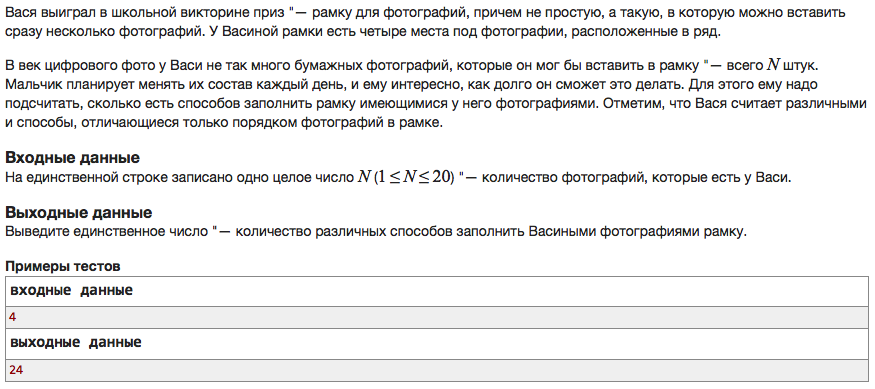 Вася выиграл в школьной викторине приз "— рамку для фотографий, причем не простую, а такую, в которую можно вставить
сразу несколько фотографий. У Васиной рамки есть четыре места под фотографии, расположенные в ряд.
В век цифрового фото у Васи не так много бумажных фотографий, которые он мог бы вставить в рамку "— всего N штук.
Мальчик планирует менять их состав каждый день, и ему интересно, как долго он сможет это делать. Для этого ему надо
подсчитать, сколько есть способов заполнить рамку имеющимися у него фотографиями. Отметим, что Вася считает различными
и способы, отличающиеся только порядком фотографий в рамке.
Входные данные
На единственной строке записано одно целое число N (1 ≤ N ≤ 20) "— количество фотографий, которые есть у Васи.
Выходные данные
Выведите единственное число "— количество различных способов заполнить Васиными фотографиями рамку.
Примеры тестов
входные данные
4
выходные данные
24